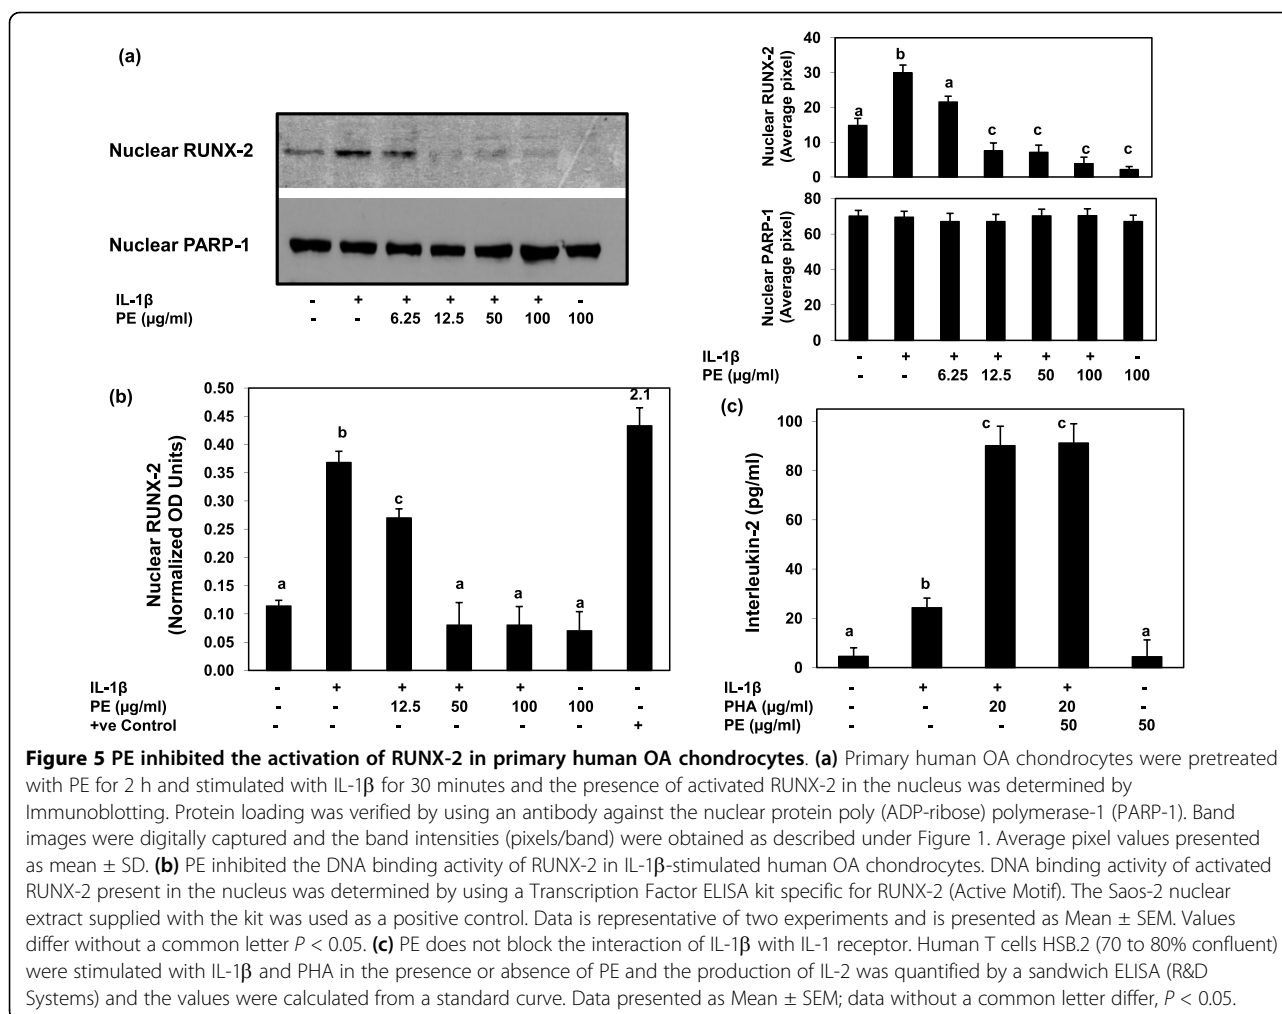 (a)
Nuclear RUNX-2
Nuclear PARP-1
IL-1β - + + + + + -
PE (µg/ml) - - 6.25 12.5 50 100 100
Nuclear RUNX-2
(Average pixel)
40
30
20
10
0
a b a c c c c
Nuclear PARP-1
(Average pixel)
80
60
40
20
0
IL-1β - + + + + + -
PE (µg/ml) - - 6.25 12.5 50 100 100
(b)
Nuclear RUNX-2
(Normalized OD Units)
0.50
0.45
0.40
0.35
0.30
0.25
0.20
0.15
0.10
0.05
0.00
a b c a a a 2.1
IL-1β - + + + + - -
PE (µg/ml) - - 12.5 50 100 100 -
+ve Control - - - - - - +
(c)
Interleukin-2 (pg/ml)
100
80
60
40
20
0
a b c c a
IL-1β - + + + -
PHA (µg/ml) - - 20 20 -
PE (µg/ml) - - - 50 50
Figure 5 PE inhibited the activation of RUNX-2 in primary human OA chondrocytes. (a) Primary human OA chondrocytes were pretreated
with PE for 2 h and stimulated with IL-1β for 30 minutes and the presence of activated RUNX-2 in the nucleus was determined by
Immunoblotting. Protein loading was verified by using an antibody against the nuclear protein poly (ADP-ribose) polymerase-1 (PARP-1). Band
images were digitally captured and the band intensities (pixels/band) were obtained as described under Figure 1. Average pixel values presented
as mean ± SD. (b) PE inhibited the DNA binding activity of RUNX-2 in IL-1β-stimulated human OA chondrocytes. DNA binding activity of activated
RUNX-2 present in the nucleus was determined by using a Transcription Factor ELISA kit specific for RUNX-2 (Active Motif). The Saos-2 nuclear
extract supplied with the kit was used as a positive control. Data is representative of two experiments and is presented as Mean ± SEM. Values
differ without a common letter P < 0.05. (c) PE does not block the interaction of IL-1β with IL-1 receptor. Human T cells HSB.2 (70 to 80% confluent)
were stimulated with IL-1β and PHA in the presence or absence of PE and the production of IL-2 was quantified by a sandwich ELISA (R&D
Systems) and the values were calculated from a standard curve. Data presented as Mean ± SEM; data without a common letter differ, P < 0.05.